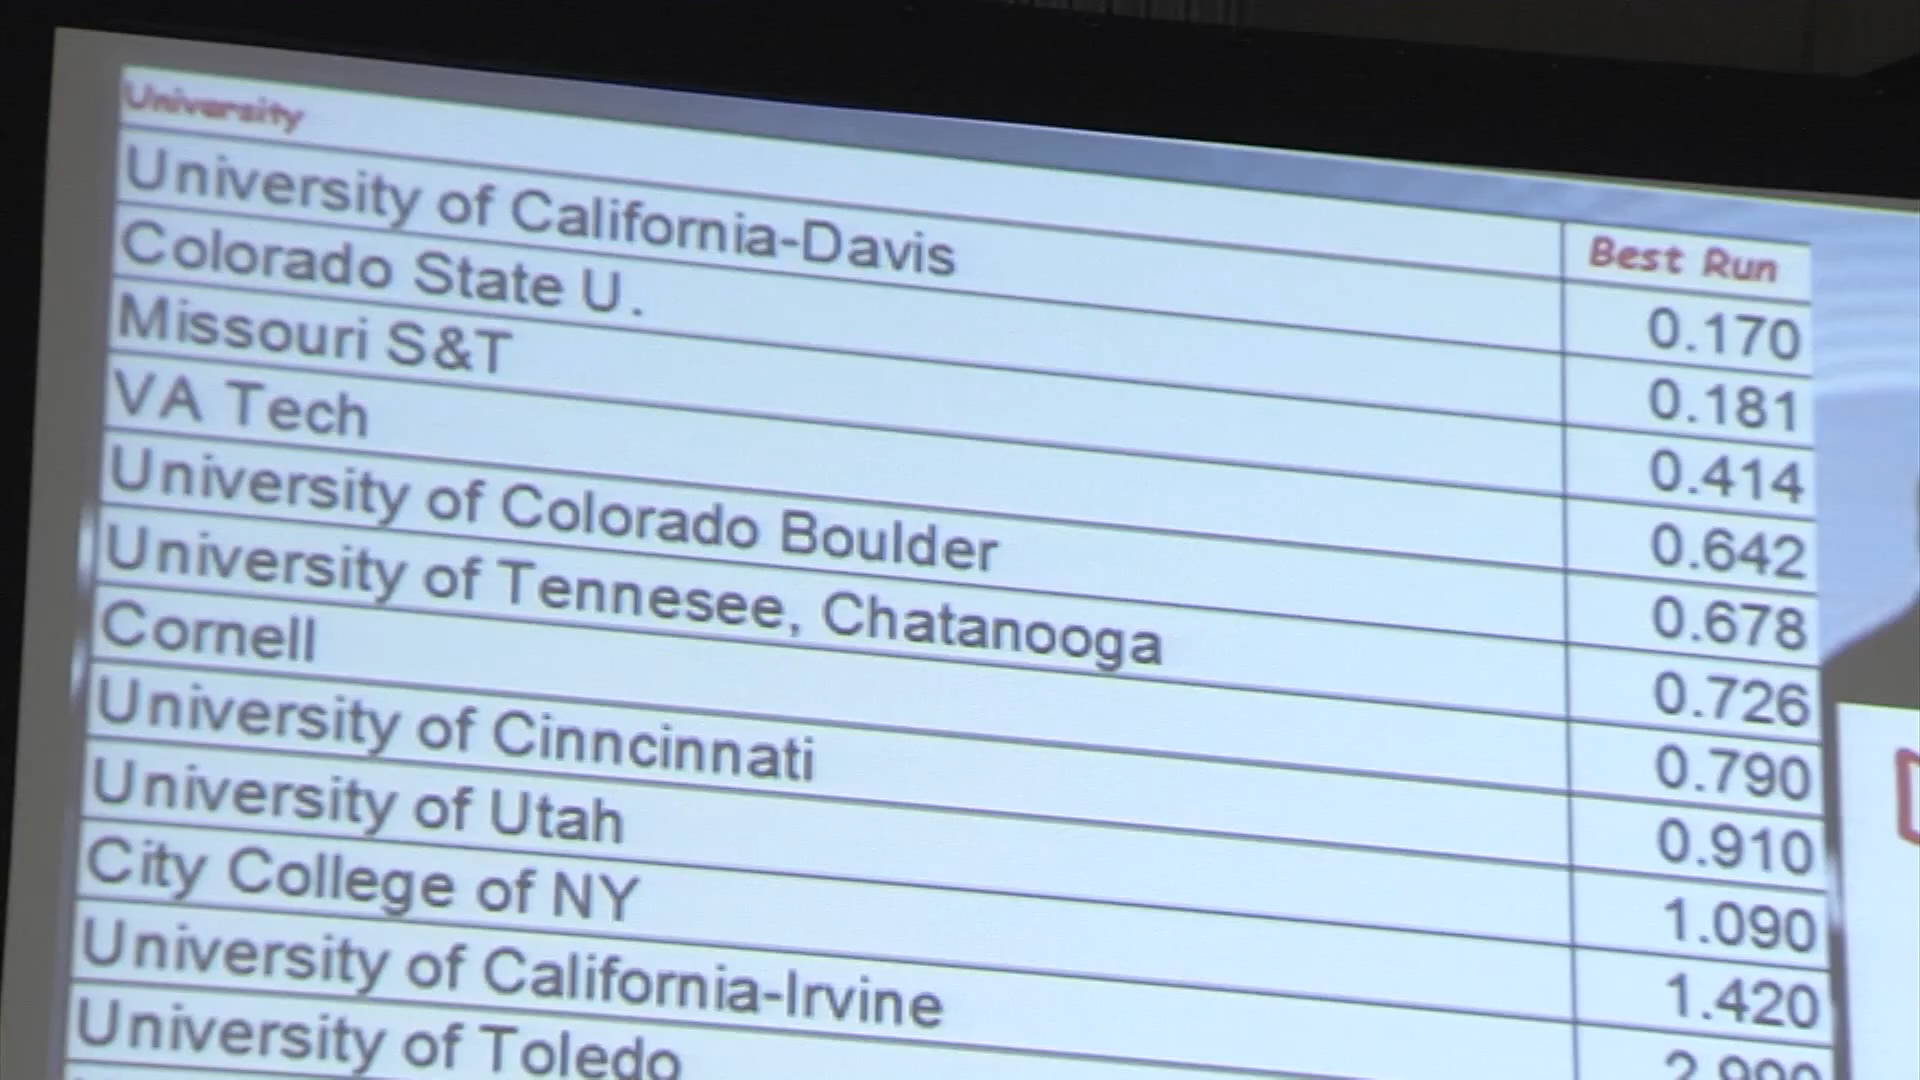 University Best Run
University of California-Davis 0.170
Colorado State U. 0.181
Missouri S&T 0.414
VA Tech 0.642
University of Colorado Boulder 0.678
University of Tennesee, Chatanooga 0.726
Cornell 0.790
University of Cinncinnati 0.910
University of Utah 1.090
City College of NY 1.420
University of California-Irvine
University of Toledo